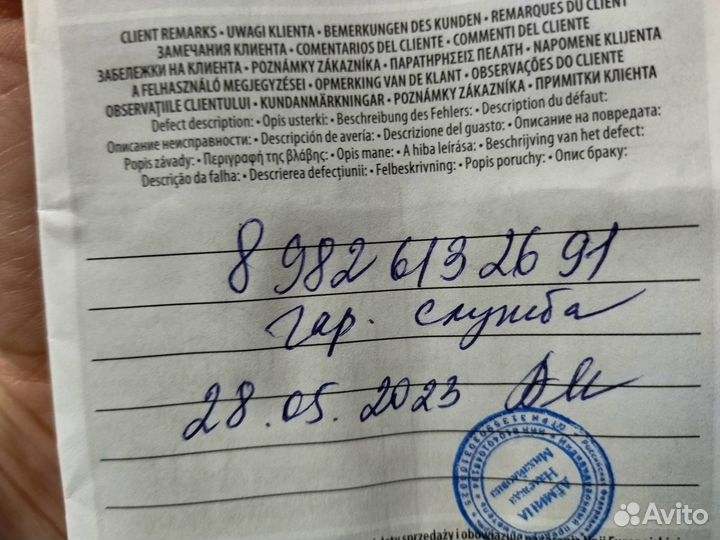 CLIENT REMARKS • UWAGI KLIENTA • BEMERKUNGEN DES KUNDEN • REMARQUES DU CLIENT
ЗАМЕЧАНИЯ КЛИЕНТА • COMENTARIOS DEL CLIENTE • COMMENTI DEL CLIENTE
ЗАБЕЛЕЖКИ НА КЛИЕНТА • POZNÁMKY ZÁKAZNÍKA • ΠΑΡΑΤΗΡΗΣΕΙΣ ΠΕΛΑΤΗ • NAPOMENE KLIJENTA
A FELHASZNÁLÓ MEGJEGYZÉSEI • OPMERKING VAN DE KLANT • OBSERVAÇÕES DO CLIENTE
OBSERVAȚIILE CLIENTULUI • KUNDANMÄRKNINGAR • POZNÁMKY ZÁKAZNÍKA • ПРИМІТКИ КЛІЄНТА
Defect description: • Opis usterki: • Beschreibung des Fehlers: • Description du défaut:
Описание неисправности: • Descripción de avería: • Descrizione del guasto: • Описание на повредата:
Popis závady: • Περιγραφή της βλάβης: • Opis mane: • A hiba leírása: • Beschrijving van het defect:
Descrição da falha: • Descrierea defecțiunii: • Felbeskrivning: • Popis poruchy: • Опис браку:
8 982 613 26 91
гар. служба
28.05.2023
Avito